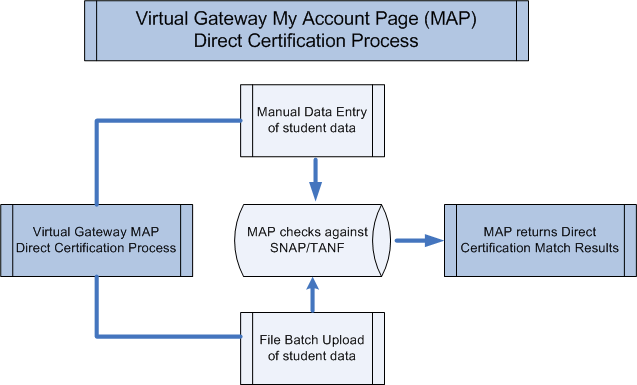 Virtual Gateway My Account Page (MAP)
Direct Certification Process
Manual Data Entry
of student data
Virtual Gateway MAP
Direct Certification Process
MAP checks against
SNAP/TANF
MAP returns Direct
Certification Match Results
File Batch Upload
of student data